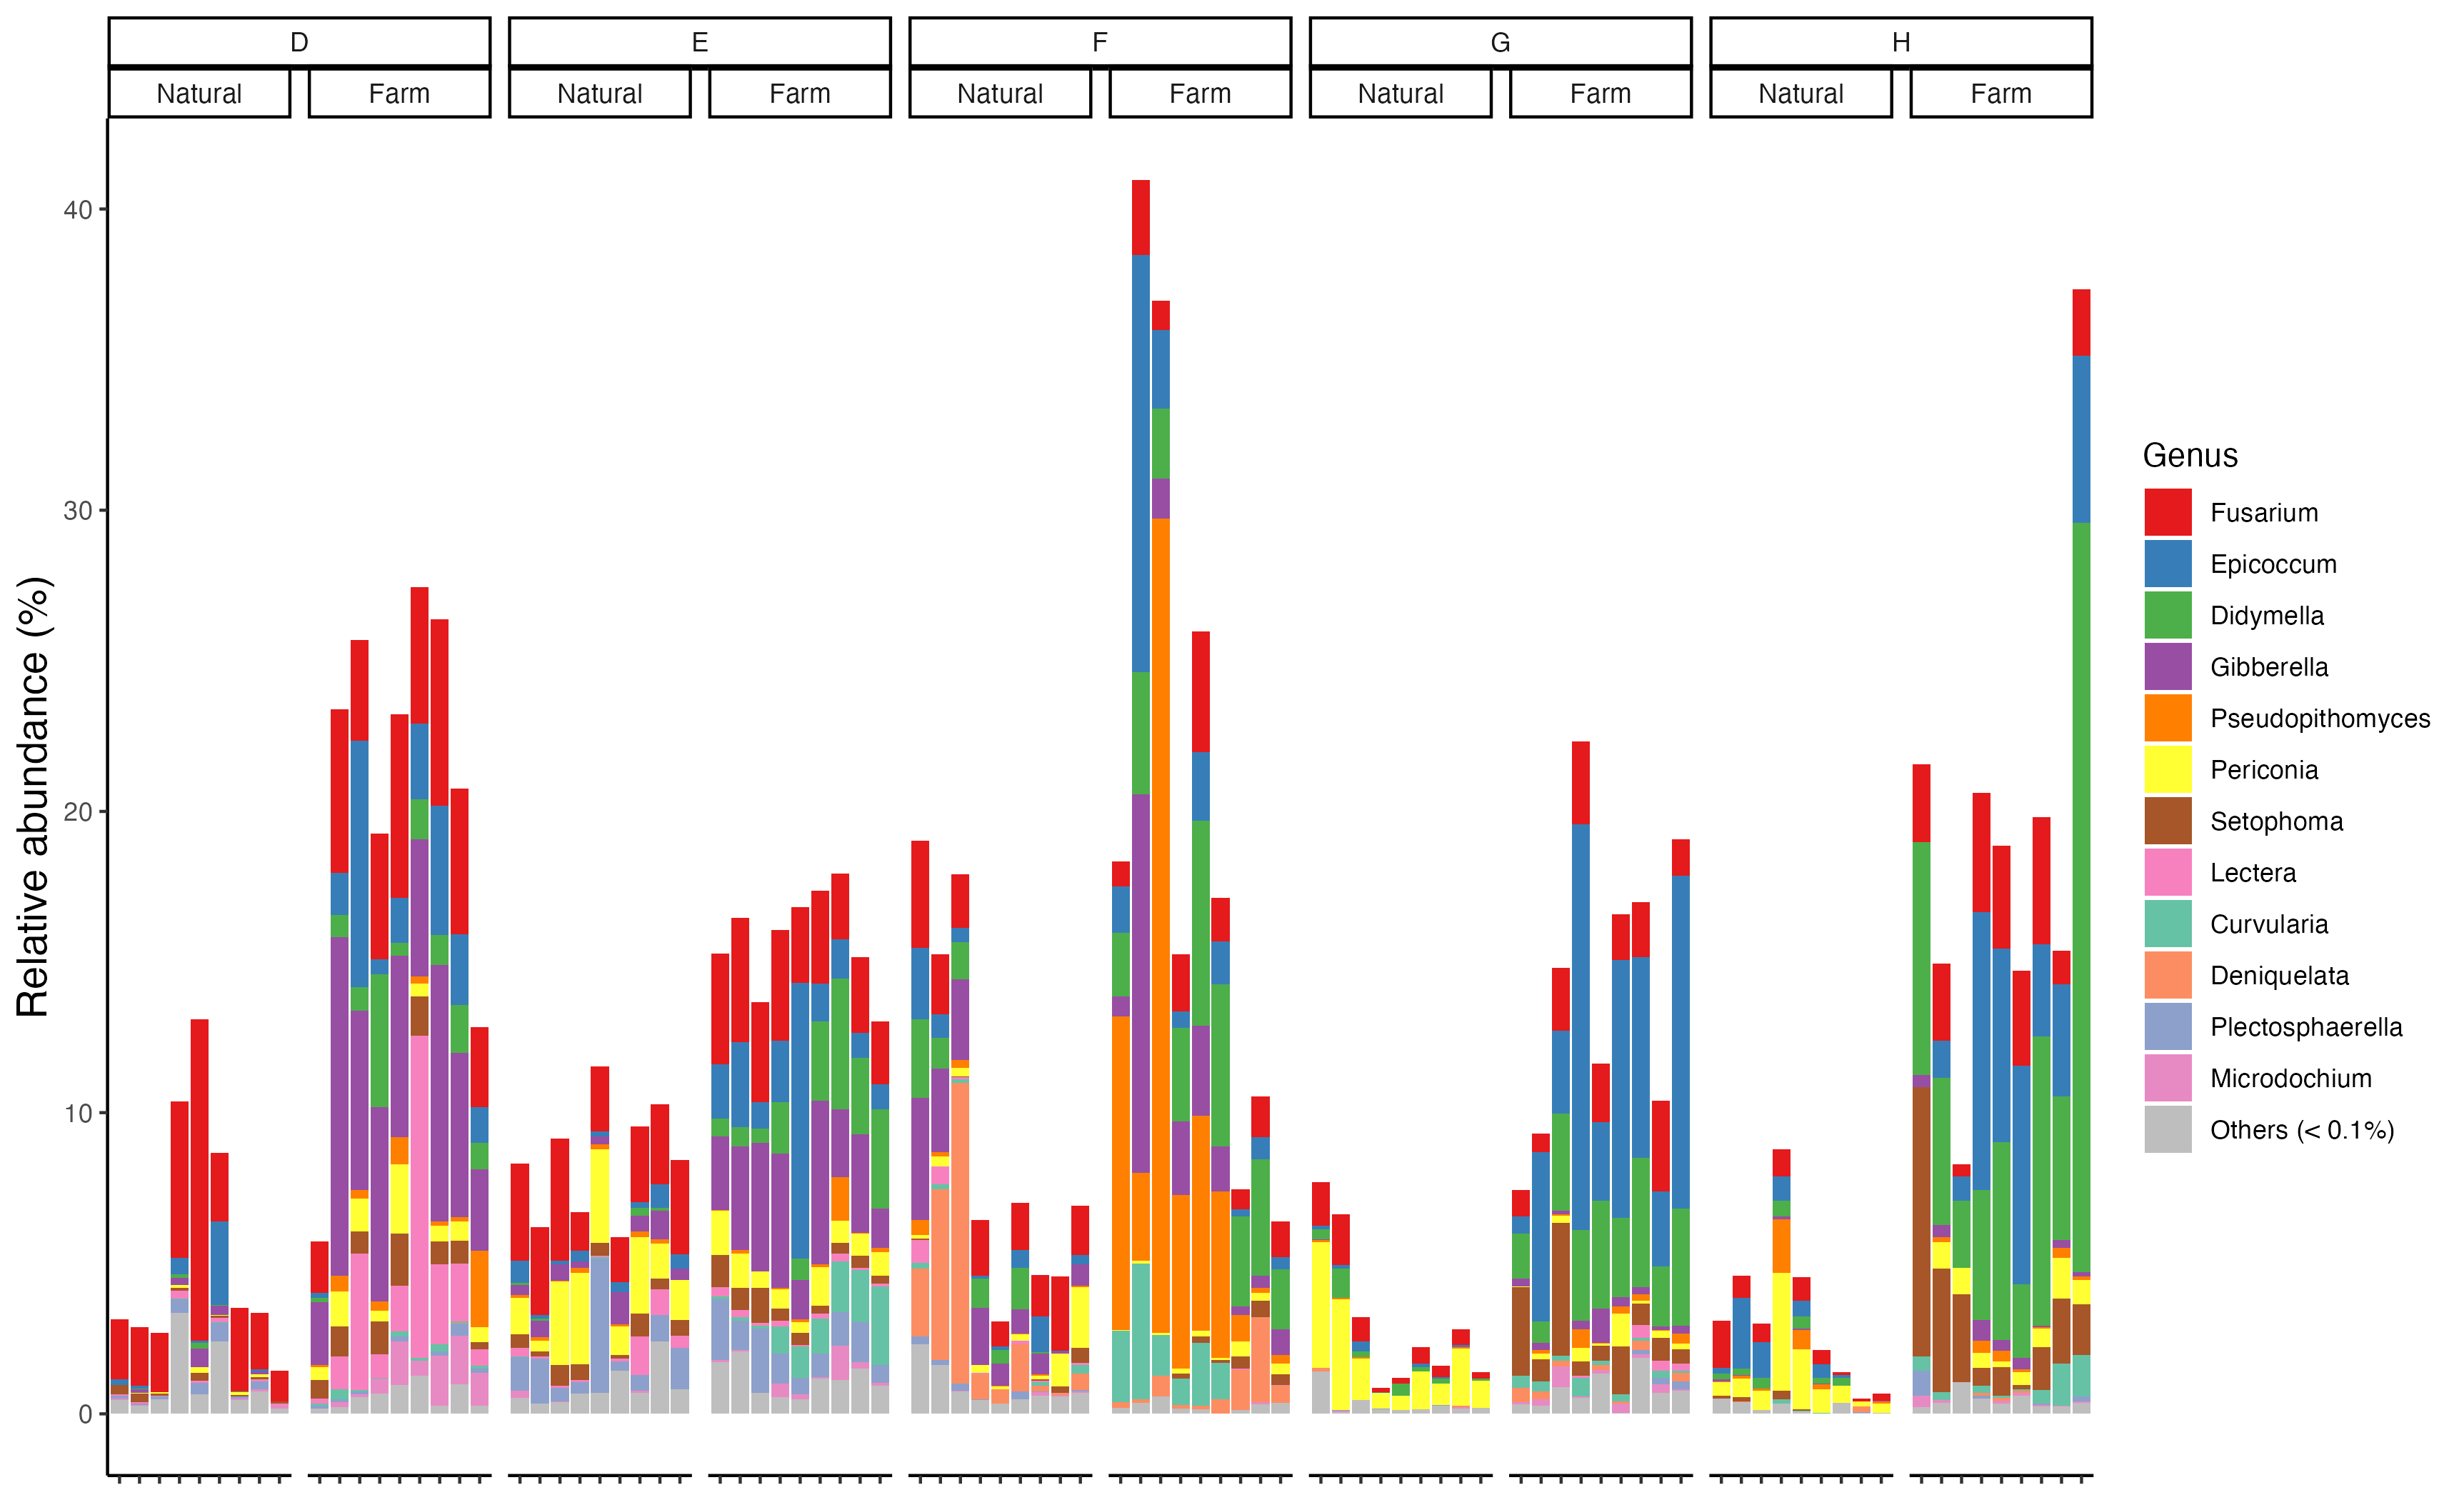 D E F G H
Natural Farm Natural Farm Natural Farm Natural Farm Natural Farm
Relative abundance (%)
40
30
20
10
0
Genus
Fusarium
Epicoccum
Didymella
Gibberella
Pseudopithomyces
Periconia
Setophoma
Lectera
Curvularia
Deniquelata
Plectosphaerella
Microdochium
Others (< 0.1%)